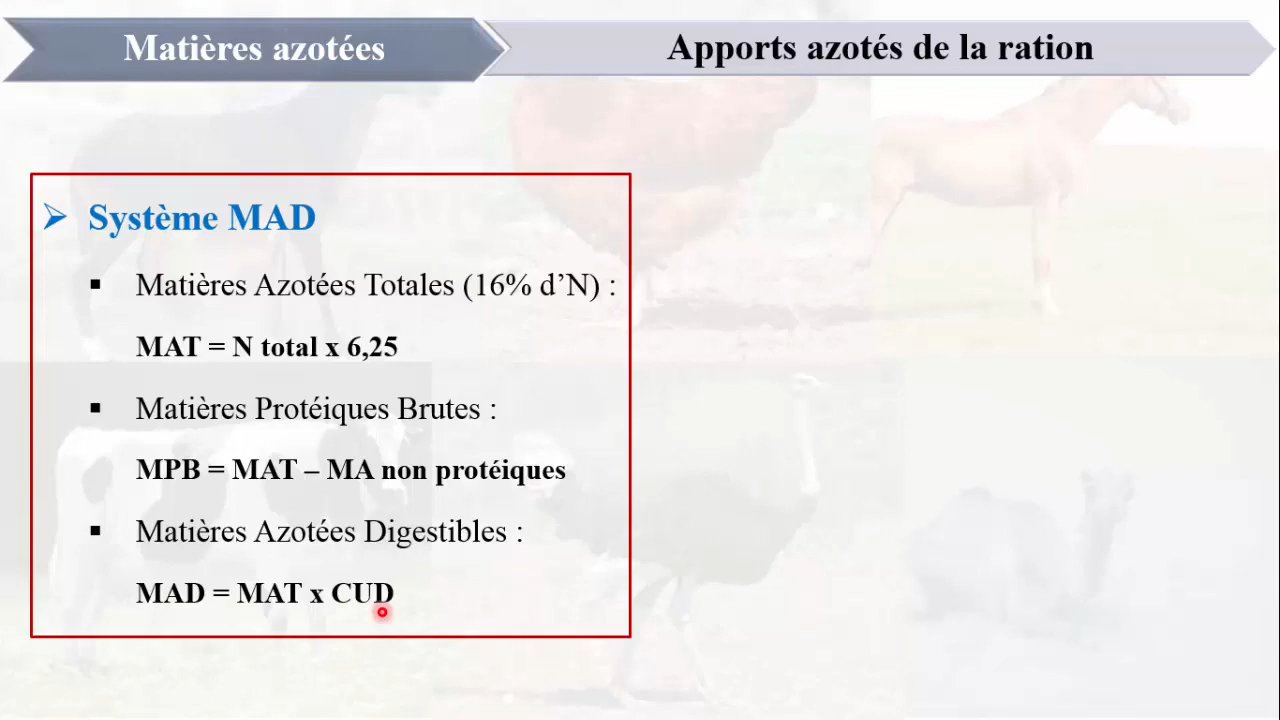 Matières azotées
Apports azotés de la ration
Système MAD
Matières Azotées Totales (16% d’N) :
MAT = N total x 6,25
Matières Protéiques Brutes :
MPB = MAT – MA non protéiques
Matières Azotées Digestibles :
MAD = MAT x CUD